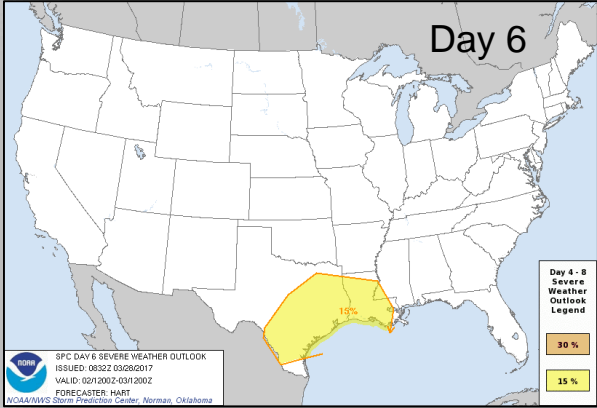 Day 6
15%
Day 4 - 8
Severe
Weather
Outlook
Legend
30 %
15 %
NOAA
SPC DAY 6 SEVERE WEATHER OUTLOOK
ISSUED: 0832Z 03/28/2017
VALID: 02/1200Z-03/1200Z
FORECASTER: HART
NOAA/NWS Storm Prediction Center, Norman, Oklahoma